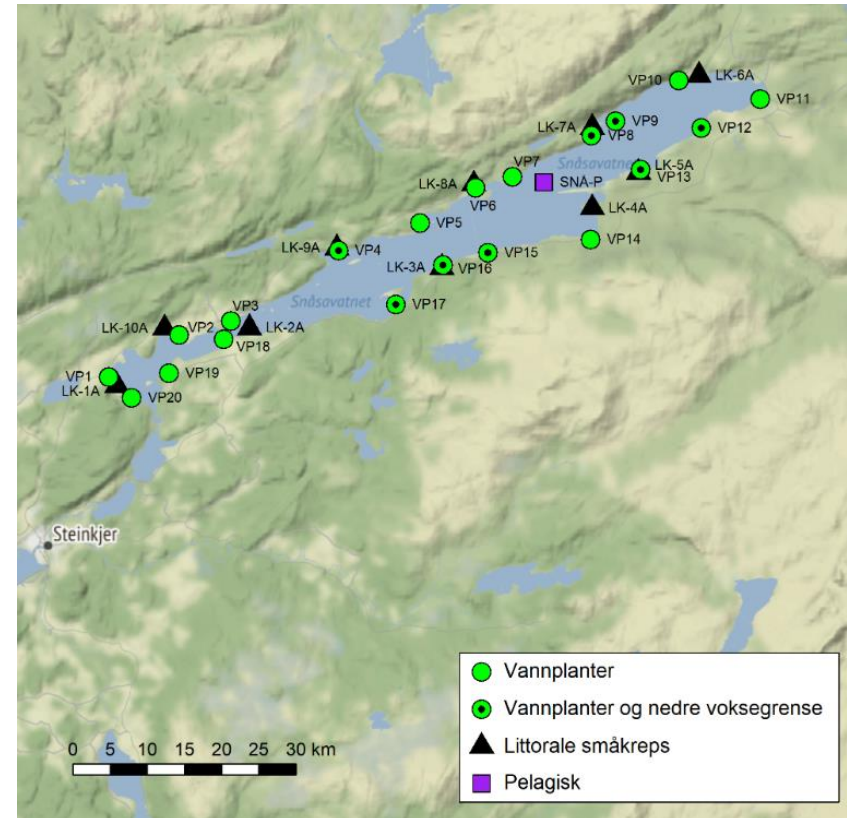 VP10
LK-6A
VP11
LK-7A
VP9
VP8
VP12
Snåsavatnet
LK-5A
VP13
VP7
LK-8A
SNÅ-P
VP6
LK-4A
VP5
VP14
LK-9A
VP4
VP15
LK-3A
VP16
Snåsavatnet
VP17
VP3
LK-10A
VP2
LK-2A
VP18
VP1
VP19
LK-1A
VP20
Steinkjer
Vannplanter
Vannplanter og nedre voksegrense
Littorale småkreps
Pelagisk
0 5 10 15 20 25 30 km